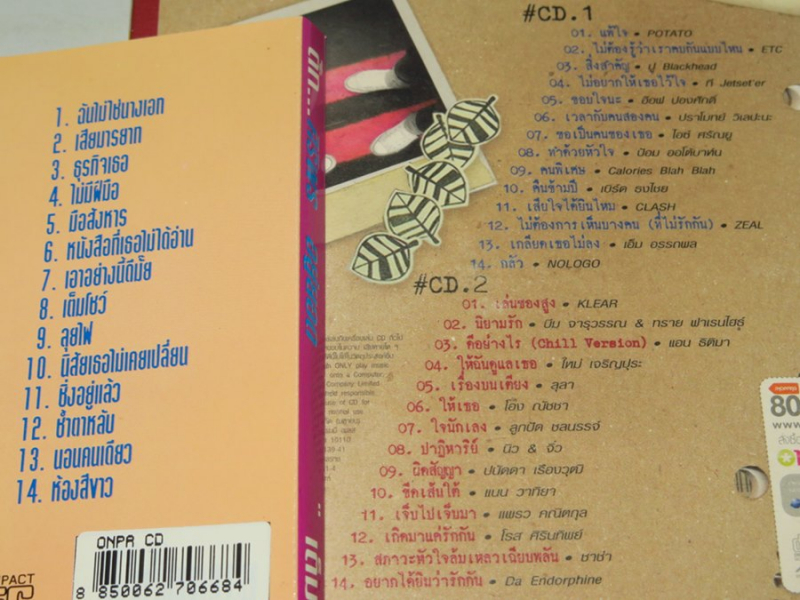 1. ฉันไม่ใช่นางเอก
2. เสียมารยาท
3. ธุรกิจเธอ
4. ไม่มีฝีมือ
5. มือสังหาร
6. หนังสือที่เธอไม่ได้อ่าน
7. เอาอย่างนี้ดีมั้ย
8. เต็มโชว์
9. ลุยไฟ
10. นิสัยเธอไม่เคยเปลี่ยน
11. ซึ่งอยู่แล้ว
12. ช้ำตาหลับ
13. นอนคนเดียว
14. ห้องสีขาว
ONPA CD
8 850062 706684
#CD.1
01. แท้ใจ • POTATO
02. ไม่ต้องรู้ว่าเราคบกันแบบไหน • ETC
03. สิ่งสำคัญ • ปู Blackhead
04. ไม่อยากให้เธอไว้ใจ • ที Jetset'er
05. ขอบใจนะ • อ๊อฟ ปองศักดิ์
06. เวลากับคนสองคน • ปราโมทย์ วิเลปะนะ
07. ขอเป็นคนของเธอ • ไอซ์ ศรัณยู
08. ทำด้วยหัวใจ • ป้อม ออโต้บาห์น
09. คนพิเศษ • Calories Blah Blah
10. คืนข้ามปี • เบิร์ด ธงไชย
11. เสียใจได้ยินไหม • CLASH
12. ไม่ต้องการเห็นบางคน (ที่ไม่รักกัน) • ZEAL
13. เกลียดเธอไม่ลง • เอ็ม อรรถพล
14. กลัว • NOLOGO
#CD.2
01. เล่นของสูง • KLEAR
02. นิยามรัก • บีม จารุวรรณ & ทราย ฟาเรนไฮธ์
03. คือย่างไร (Chill Version) • แอน ธิติมา
04. ให้ฉันดูแลเธอ • ใหม่ เจริญปุระ
05. เรื่องบนเตียง • ลุลา
06. ให้เธอ • โอ๋ง ณัชชา
07. ใจนักเลง • ลูกปัด ชลนรรจ์
08. ปาฏิหาริย์ • นิว & จิ๋ว
09. ผิดสัญญา • ปนัดดา เรืองวุฒิ
10. ขีดเส้นใต้ • แนน วาทิยา
11. เจ็บไปเจ็บมา • แพรว คณิตกุล
12. เกิดมาแค่รักกัน • โรส ศิรินทิพย์
13. สภาวะหัวใจล้มเหลวเฉียบพลัน • ซาซ่า
14. อยากได้ยินว่ารักกัน • Da Endorphine